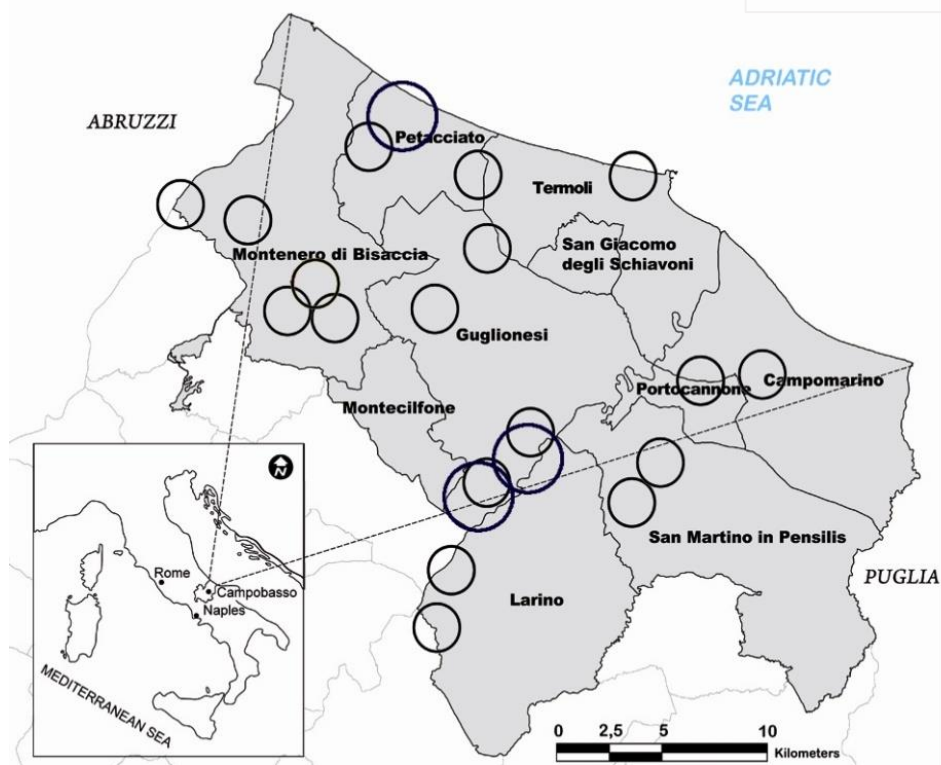 ADRIATIC
SEA
ABRUZZI
Petacciato
Termoli
San Giacomo
degli Schiavoni
Montenero di Bisaccia
Guglionesi
Portocannone
Campomarino
Montecilfone
San Martino in Pensilis
PUGLIA
Larino
N
Rome
Campobasso
Naples
MEDITERRANEAN SEA
0 2,5 5 10
Kilometers